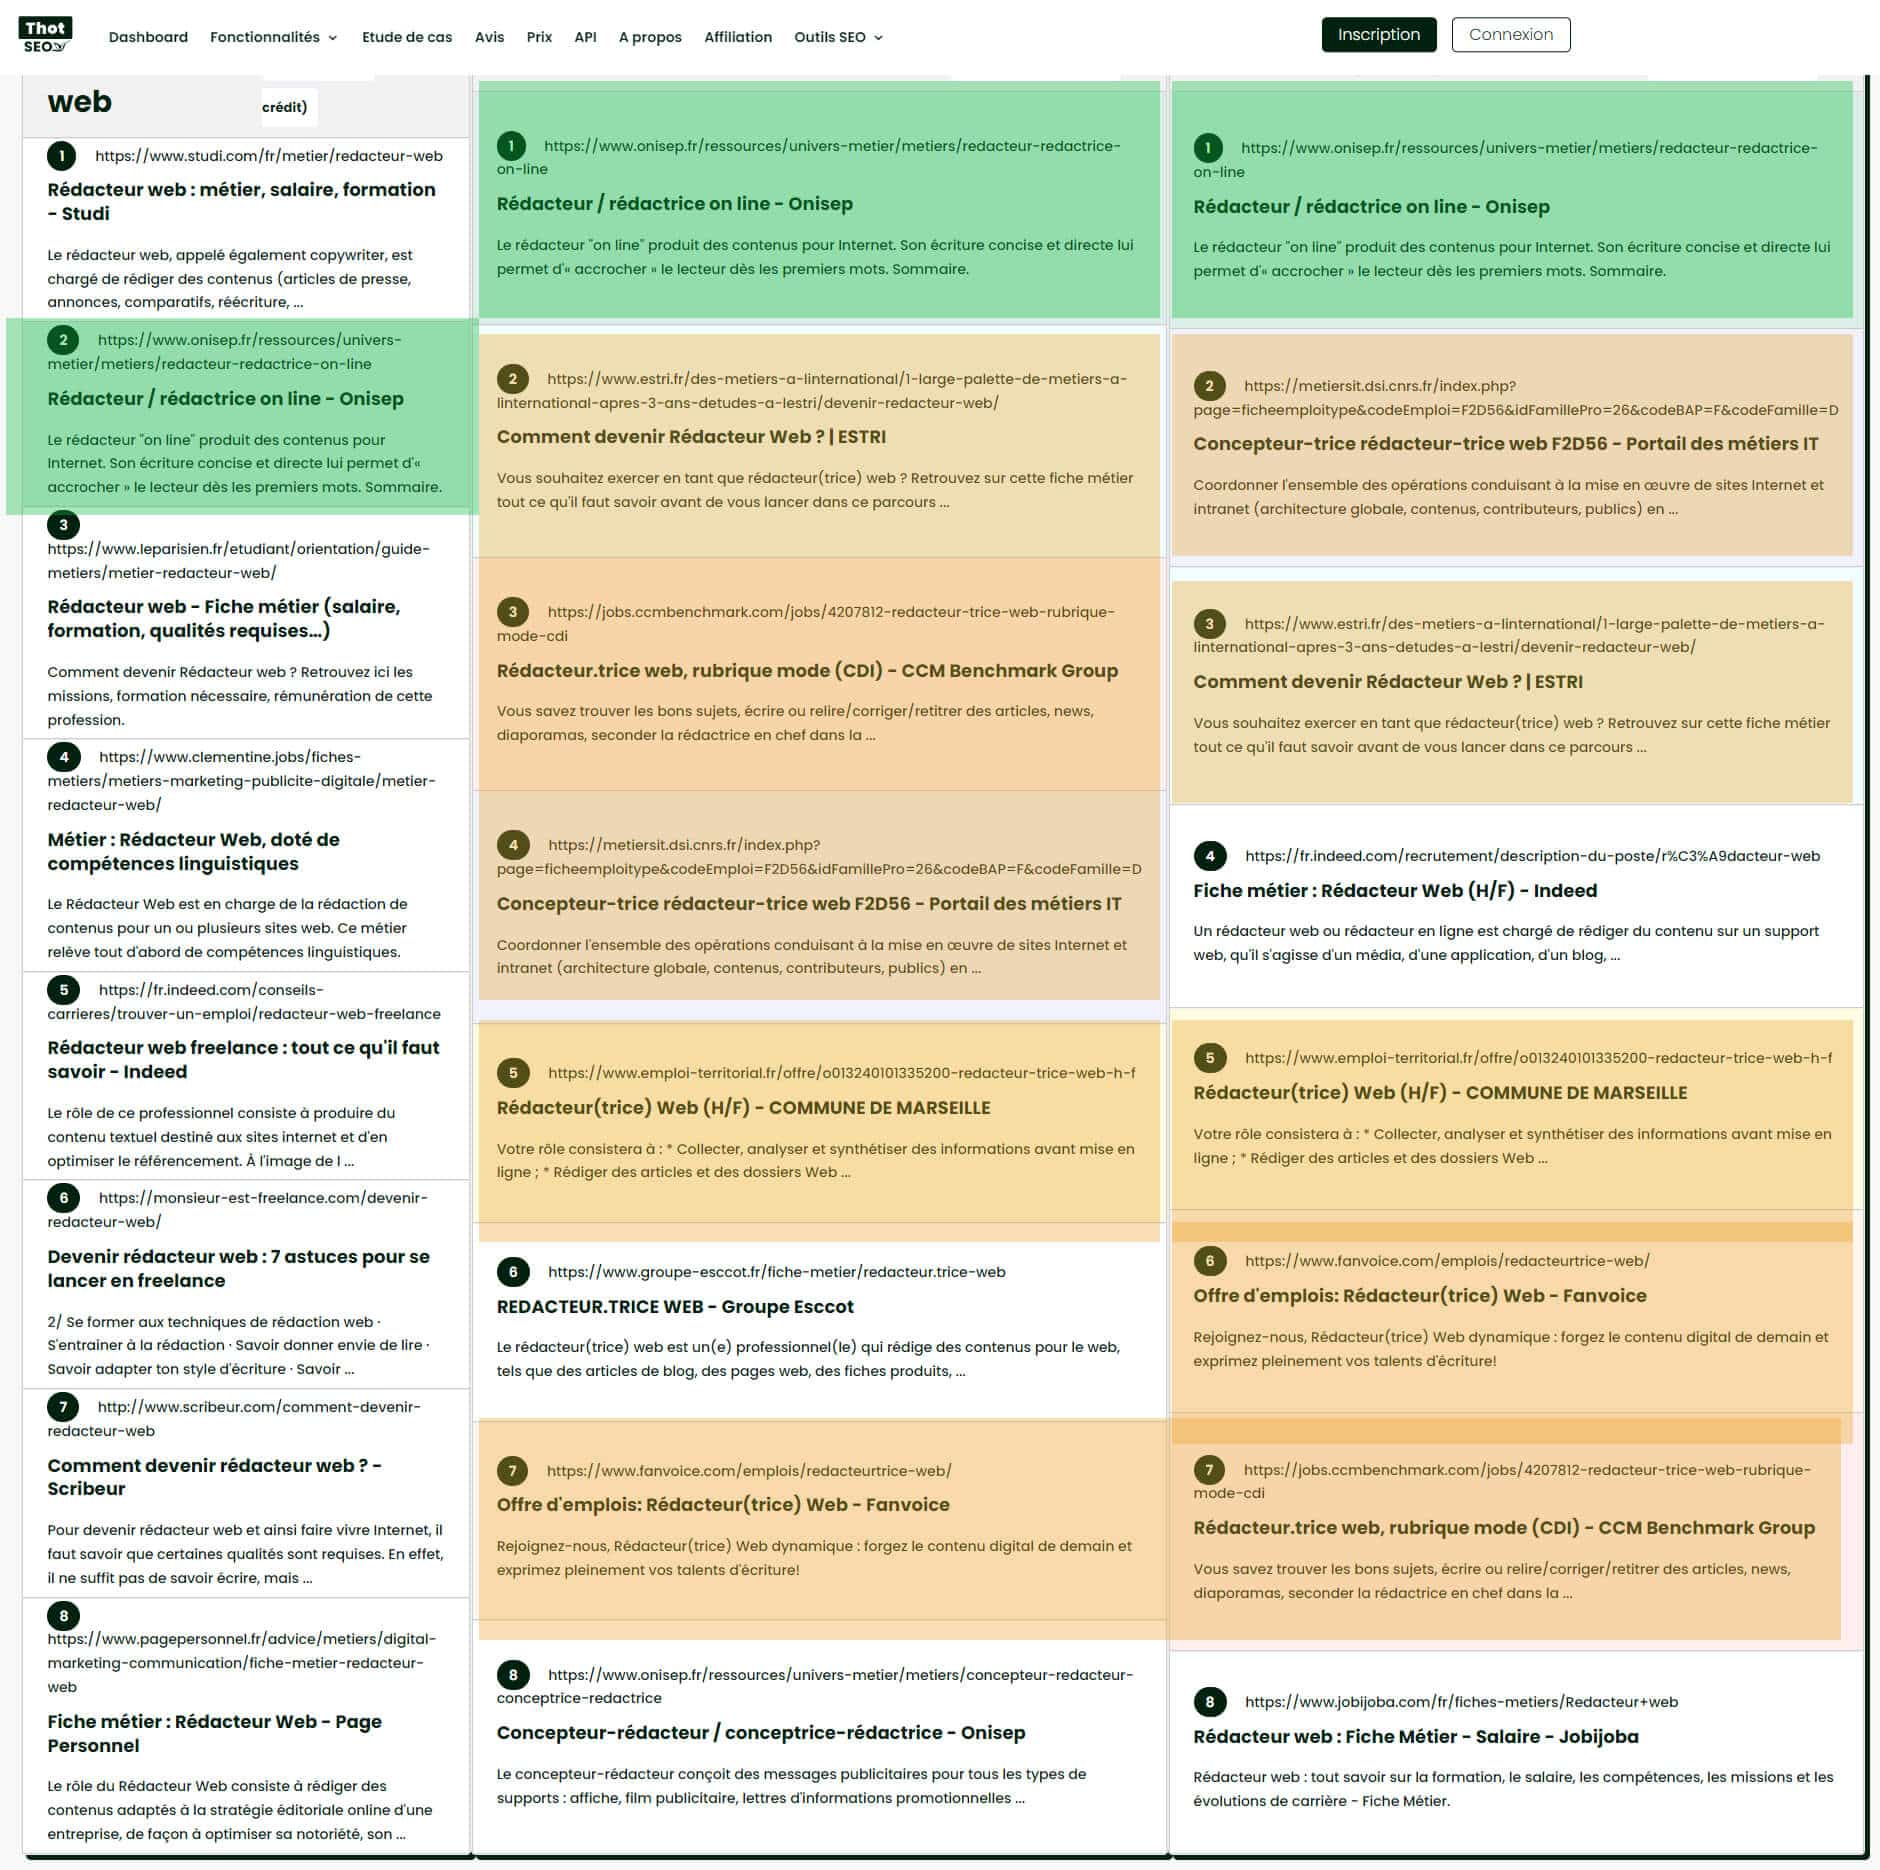 Thot
SEO
Dashboard Fonctionnalités Etude de cas Avis Prix API A propos Affiliation Outils SEO Inscription Connexion
web
crédit)
1 https://www.studi.com/fr/metier/redacteur-web
Rédacteur web : métier, salaire, formation
- Studi
Le rédacteur web, appelé également copywriter, est
chargé de rédiger des contenus (articles de presse,
annonces, comparatifs, réécriture, ...
2 https://www.onisep.fr/ressources/univers-
metier/metiers/redacteur-redactrice-on-line
Rédacteur / rédactrice on line - Onisep
Le rédacteur "on line" produit des contenus pour
Internet. Son écriture concise et directe lui permet d'«
accrocher » le lecteur dès les premiers mots. Sommaire.
3
https://www.leparisien.fr/etudiant/orientation/guide-
metiers/metier-redacteur-web/
Rédacteur web - Fiche métier (salaire,
formation, qualités requises...)
Comment devenir Rédacteur web ? Retrouvez ici les
missions, formation nécessaire, rémunération de cette
profession.
4 https://www.clementine.jobs/fiches-
metiers/metiers-marketing-publicite-digitale/metier-
redacteur-web/
Métier : Rédacteur Web, doté de
compétences linguistiques
Le Rédacteur Web est en charge de la rédaction de
contenus pour un ou plusieurs sites web. Ce métier
relève tout d'abord de compétences linguistiques.
5 https://fr.indeed.com/conseils-
carrieres/trouver-un-emploi/redacteur-web-freelance
Rédacteur web freelance : tout ce qu'il faut
savoir - Indeed
Le rôle de ce professionnel consiste à produire du
contenu textuel destiné aux sites internet et d'en
optimiser le référencement. À l'image de l ...
6 https://monsieur-est-freelance.com/devenir-
redacteur-web/
Devenir rédacteur web : 7 astuces pour se
lancer en freelance
2/ Se former aux techniques de rédaction web ·
S'entrainer à la rédaction · Savoir donner envie de lire ·
Savoir adapter ton style d'écriture · Savoir ...
7 http://www.scribeur.com/comment-devenir-
redacteur-web
Comment devenir rédacteur web ? -
Scribeur
Pour devenir rédacteur web et ainsi faire vivre Internet, il
faut savoir que certaines qualités sont requises. En effet,
il ne suffit pas de savoir écrire, mais ...
8
https://www.pagepersonnel.fr/advice/metiers/digital-
marketing-communication/fiche-metier-redacteur-
web
Fiche métier : Rédacteur Web - Page
Personnel
Le rôle du Rédacteur Web consiste à rédiger des
contenus adaptés à la stratégie éditoriale online d'une
entreprise, de façon à optimiser sa notoriété, son ...
1 https://www.onisep.fr/ressources/univers-metier/metiers/redacteur-redactrice-
on-line
Rédacteur / rédactrice on line - Onisep
Le rédacteur "on line" produit des contenus pour Internet. Son écriture concise et directe lui
permet d'« accrocher » le lecteur dès les premiers mots. Sommaire.
2 https://www.estri.fr/des-metiers-a-linternational/1-large-palette-de-metiers-a-
linternational-apres-3-ans-detudes-a-lestri/devenir-redacteur-web/
Comment devenir Rédacteur Web ? | ESTRI
Vous souhaitez exercer en tant que rédacteur(trice) web ? Retrouvez sur cette fiche métier
tout ce qu'il faut savoir avant de vous lancer dans ce parcours ...
3 https://jobs.ccmbenchmark.com/jobs/4207812-redacteur-trice-web-rubrique-
mode-cdi
Rédacteur.trice web, rubrique mode (CDI) - CCM Benchmark Group
Vous savez trouver les bons sujets, écrire ou relire/corriger/retitrer des articles, news,
diaporamas, seconder la rédactrice en chef dans la ...
4 https://metiersit.dsi.cnrs.fr/index.php?
page=ficheemploitype&codeEmploi=F2D56&idFamillePro=26&codeBAP=F&codeFamille=D
Concepteur-trice rédacteur-trice web F2D56 - Portail des métiers IT
Coordonner l'ensemble des opérations conduisant à la mise en œuvre de sites Internet et
intranet (architecture globale, contenus, contributeurs, publics) en ...
5 https://www.emploi-territorial.fr/offre/o013240101335200-redacteur-trice-web-h-f
Rédacteur(trice) Web (H/F) - COMMUNE DE MARSEILLE
Votre rôle consistera à : * Collecter, analyser et synthétiser des informations avant mise en
ligne ; * Rédiger des articles et des dossiers Web ...
6 https://www.groupe-esccot.fr/fiche-metier/redacteur.trice-web
REDACTEUR.TRICE WEB - Groupe Esccot
Le rédacteur(trice) web est un(e) professionnel(le) qui rédige des contenus pour le web,
tels que des articles de blog, des pages web, des fiches produits, ...
7 https://www.fanvoice.com/emplois/redacteurtrice-web/
Offre d'emplois: Rédacteur(trice) Web - Fanvoice
Rejoignez-nous, Rédacteur(trice) Web dynamique : forgez le contenu digital de demain et
exprimez pleinement vos talents d'écriture!
8 https://www.onisep.fr/ressources/univers-metier/metiers/concepteur-redacteur-
conceptrice-redactrice
Concepteur-rédacteur / conceptrice-rédactrice - Onisep
Le concepteur-rédacteur conçoit des messages publicitaires pour tous les types de
supports : affiche, film publicitaire, lettres d'informations promotionnelles ...
1 https://www.onisep.fr/ressources/univers-metier/metiers/redacteur-redactrice-
on-line
Rédacteur / rédactrice on line - Onisep
Le rédacteur "on line" produit des contenus pour Internet. Son écriture concise et directe lui
permet d'« accrocher » le lecteur dès les premiers mots. Sommaire.
2 https://metiersit.dsi.cnrs.fr/index.php?
page=ficheemploitype&codeEmploi=F2D56&idFamillePro=26&codeBAP=F&codeFamille=D
Concepteur-trice rédacteur-trice web F2D56 - Portail des métiers IT
Coordonner l'ensemble des opérations conduisant à la mise en œuvre de sites Internet et
intranet (architecture globale, contenus, contributeurs, publics) en ...
3 https://www.estri.fr/des-metiers-a-linternational/1-large-palette-de-metiers-a-
linternational-apres-3-ans-detudes-a-lestri/devenir-redacteur-web/
Comment devenir Rédacteur Web ? | ESTRI
Vous souhaitez exercer en tant que rédacteur(trice) web ? Retrouvez sur cette fiche métier
tout ce qu'il faut savoir avant de vous lancer dans ce parcours ...
4 https://fr.indeed.com/recrutement/description-du-poste/r%C3%A9dacteur-web
Fiche métier : Rédacteur Web (H/F) - Indeed
Un rédacteur web ou rédacteur en ligne est chargé de rédiger du contenu sur un support
web, qu'il s'agisse d'un média, d'une application, d'un blog, ...
5 https://www.emploi-territorial.fr/offre/o013240101335200-redacteur-trice-web-h-f
Rédacteur(trice) Web (H/F) - COMMUNE DE MARSEILLE
Votre rôle consistera à : * Collecter, analyser et synthétiser des informations avant mise en
ligne ; * Rédiger des articles et des dossiers Web ...
6 https://www.fanvoice.com/emplois/redacteurtrice-web/
Offre d'emplois: Rédacteur(trice) Web - Fanvoice
Rejoignez-nous, Rédacteur(trice) Web dynamique : forgez le contenu digital de demain et
exprimez pleinement vos talents d'écriture!
7 https://jobs.ccmbenchmark.com/jobs/4207812-redacteur-trice-web-rubrique-
mode-cdi
Rédacteur.trice web, rubrique mode (CDI) - CCM Benchmark Group
Vous savez trouver les bons sujets, écrire ou relire/corriger/retitrer des articles, news,
diaporamas, seconder la rédactrice en chef dans la ...
8 https://www.jobijoba.com/fr/fiches-metiers/Redacteur+web
Rédacteur web : Fiche Métier - Salaire - Jobijoba
Rédacteur web : tout savoir sur la formation, le salaire, les compétences, les missions et les
évolutions de carrière - Fiche Métier.